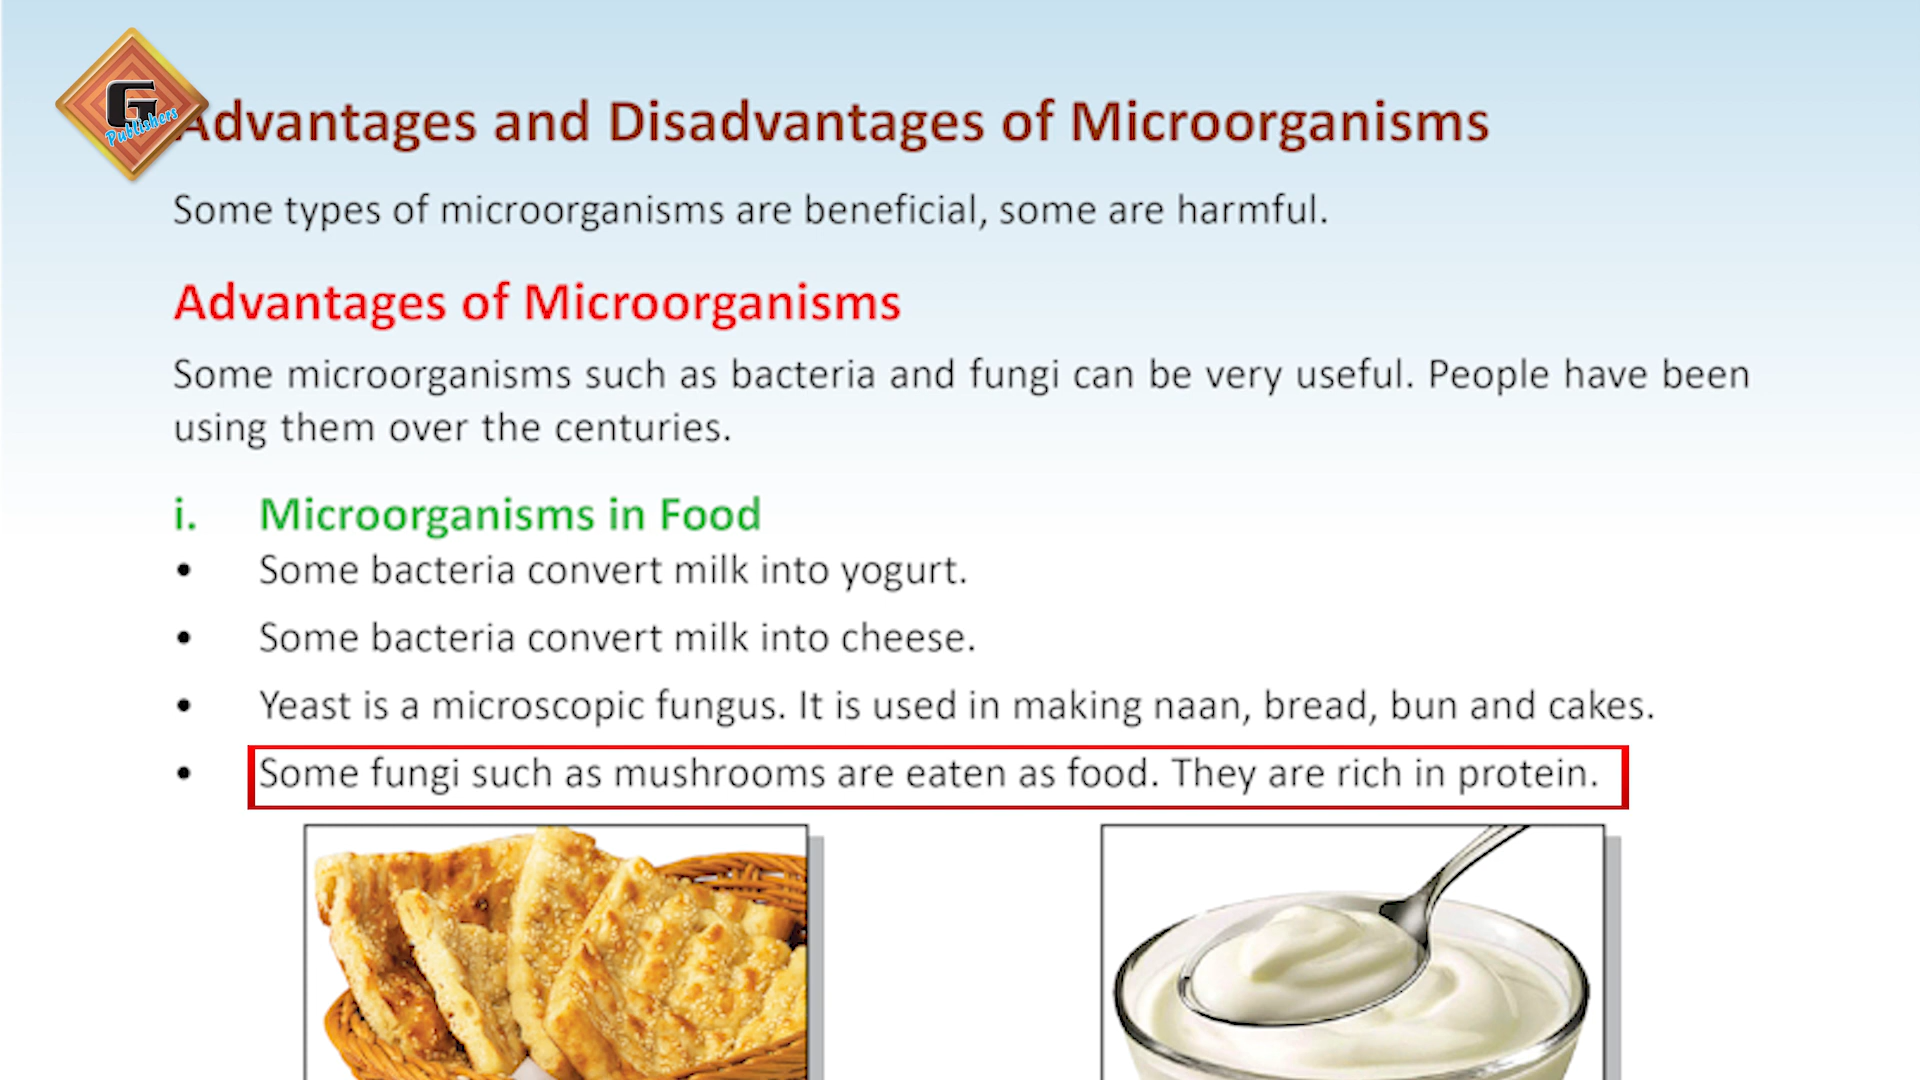 G
Publishers
Advantages and Disadvantages of Microorganisms
Some types of microorganisms are beneficial, some are harmful.
Advantages of Microorganisms
Some microorganisms such as bacteria and fungi can be very useful. People have been
using them over the centuries.
i. Microorganisms in Food
• Some bacteria convert milk into yogurt.
• Some bacteria convert milk into cheese.
• Yeast is a microscopic fungus. It is used in making naan, bread, bun and cakes.
• Some fungi such as mushrooms are eaten as food. They are rich in protein.